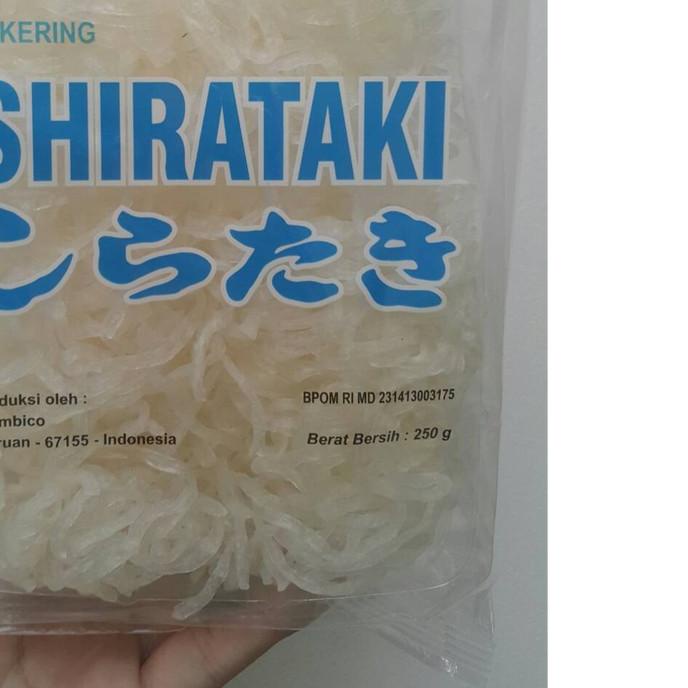 KERING
SHIRATAKI
しらたき
duksi oleh :
mbico
ruan - 67155 - Indonesia
BPOM RI MD 231413003175
Berat Bersih : 250 g